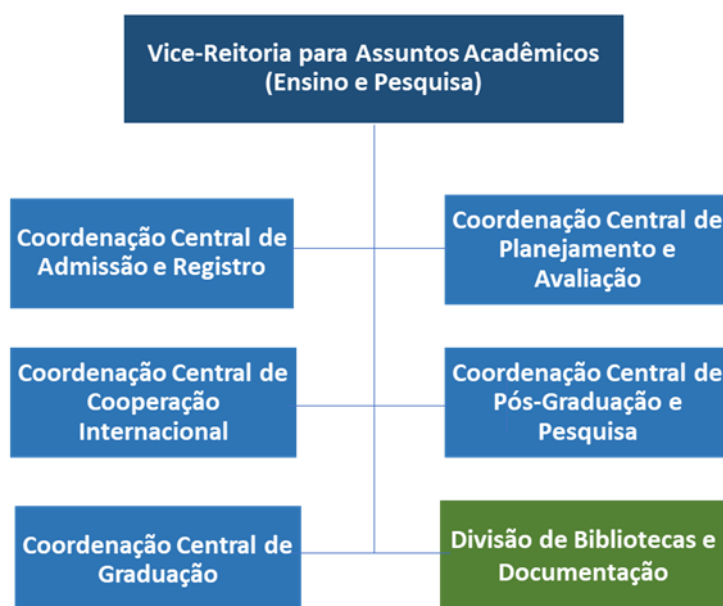 Vice-Reitoria para Assuntos Acadêmicos
(Ensino e Pesquisa)
Coordenação Central de
Admissão e Registro
Coordenação Central de
Planejamento e
Avaliação
Coordenação Central de
Cooperação
Internacional
Coordenação Central de
Pós-Graduação e
Pesquisa
Coordenação Central de
Graduação
Divisão de Bibliotecas e
Documentação